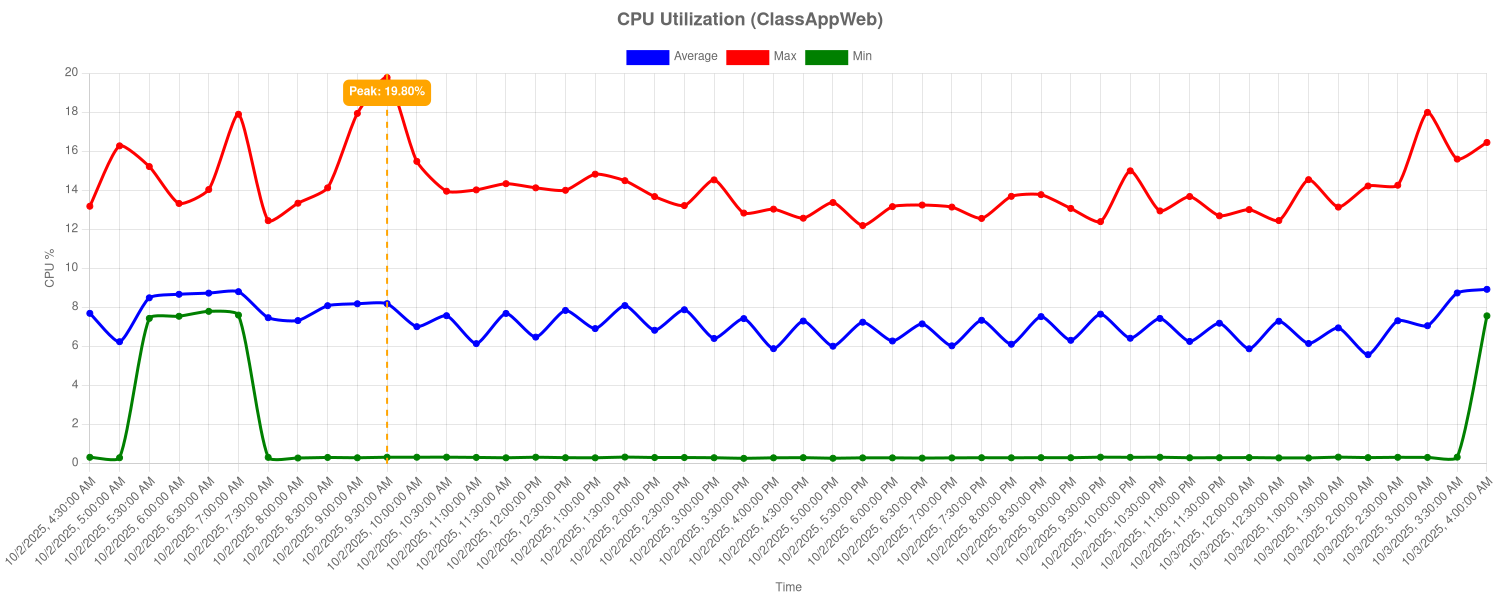 CPU Utilization (ClassAppWeb)
Average Max Min
Peak: 19.80%
CPU %
20
18
16
14
12
10
8
6
4
2
0
10/2/2025, 4:30:00 AM
10/2/2025, 5:00:00 AM
10/2/2025, 5:30:00 AM
10/2/2025, 6:00:00 AM
10/2/2025, 6:30:00 AM
10/2/2025, 7:00:00 AM
10/2/2025, 7:30:00 AM
10/2/2025, 8:00:00 AM
10/2/2025, 8:30:00 AM
10/2/2025, 9:00:00 AM
10/2/2025, 9:30:00 AM
10/2/2025, 10:00:00 AM
10/2/2025, 10:30:00 AM
10/2/2025, 11:00:00 AM
10/2/2025, 11:30:00 AM
10/2/2025, 12:00:00 PM
10/2/2025, 12:30:00 PM
10/2/2025, 1:00:00 PM
10/2/2025, 1:30:00 PM
10/2/2025, 2:00:00 PM
10/2/2025, 2:30:00 PM
10/2/2025, 3:00:00 PM
10/2/2025, 3:30:00 PM
10/2/2025, 4:00:00 PM
10/2/2025, 4:30:00 PM
10/2/2025, 5:00:00 PM
10/2/2025, 5:30:00 PM
10/2/2025, 6:00:00 PM
10/2/2025, 6:30:00 PM
10/2/2025, 7:00:00 PM
10/2/2025, 7:30:00 PM
10/2/2025, 8:00:00 PM
10/2/2025, 8:30:00 PM
10/2/2025, 9:00:00 PM
10/2/2025, 9:30:00 PM
10/2/2025, 10:00:00 PM
10/2/2025, 10:30:00 PM
10/2/2025, 11:00:00 PM
10/2/2025, 11:30:00 PM
10/3/2025, 12:00:00 AM
10/3/2025, 12:30:00 AM
10/3/2025, 1:00:00 AM
10/3/2025, 1:30:00 AM
10/3/2025, 2:00:00 AM
10/3/2025, 2:30:00 AM
10/3/2025, 3:00:00 AM
10/3/2025, 3:30:00 AM
10/3/2025, 4:00:00 AM
Time